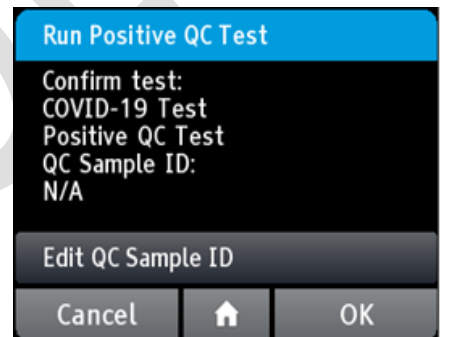 Run Positive QC Test
Confirm test:
COVID-19 Test
Positive QC Test
QC Sample ID:
N/A
Edit QC Sample ID
Cancel
OK